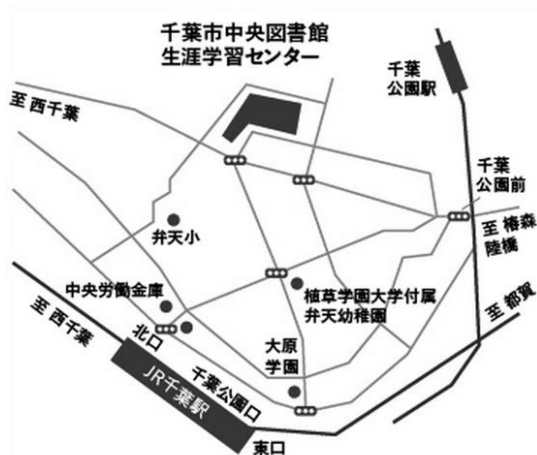 千葉市中央図書館
生涯学習センター
千葉
公園駅
至 西千葉
千葉
公園前
至 椿森
陸橋
弁天小
中央労働金庫
植草学園大学付属
弁天幼稚園
至 都賀
至 西千葉
北口
大原
学園
JR千葉駅
千葉公園口
東口